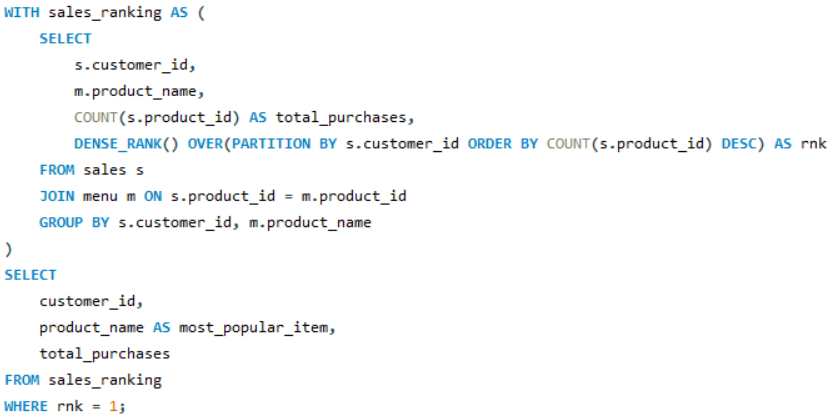 WITH sales_ranking AS (
    SELECT
        s.customer_id,
        m.product_name,
        COUNT(s.product_id) AS total_purchases,
        DENSE_RANK() OVER(PARTITION BY s.customer_id ORDER BY COUNT(s.product_id) DESC) AS rnk
    FROM sales s
    JOIN menu m ON s.product_id = m.product_id
    GROUP BY s.customer_id, m.product_name
)
SELECT
    customer_id,
    product_name AS most_popular_item,
    total_purchases
FROM sales_ranking
WHERE rnk = 1;